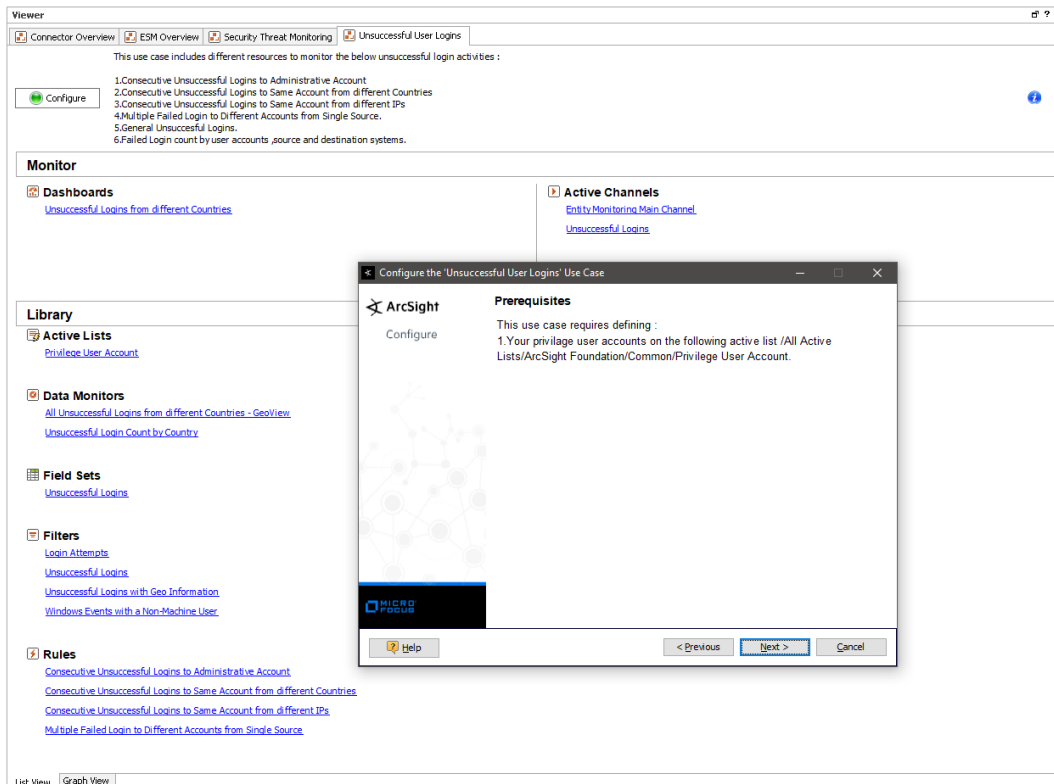 Viewer
?
Connector Overview ESM Overview Security Threat Monitoring Unsuccessful User Logins
This use case includes different resources to monitor the below unsuccessful login activities :
Configure
1.Consecutive Unsuccessful Logins to Administrative Account
2.Consecutive Unsuccessful Logins to Same Account from different Countries
3.Consecutive Unsuccessful Logins to Same Account from different IPs
4.Multiple Failed Login to Different Accounts from Single Source.
5.General Unsuccesful Logins.
6.Failed Login count by user accounts ,source and destination systems.
Monitor
Dashboards
Unsuccessful Logins from different Countries
Active Channels
Entity Monitoring Main Channel
Unsuccessful Logins
Library
Active Lists
Privilege User Account
Data Monitors
All Unsuccessful Logins from different Countries - GeoView
Unsuccessful Login Count by Country
Field Sets
Unsuccessful Logins
Filters
Login Attempts
Unsuccessful Logins
Unsuccessful Logins with Geo Information
Windows Events with a Non-Machine User
Rules
Consecutive Unsuccessful Logins to Administrative Account
Consecutive Unsuccessful Logins to Same Account from different Countries
Consecutive Unsuccessful Logins to Same Account from different IPs
Multiple Failed Login to Different Accounts from Single Source
List View Graph View
Configure the 'Unsuccessful User Logins' Use Case
ArcSight
Configure
Prerequisites
This use case requires defining :
1.Your privilage user accounts on the following active list /All Active
Lists/ArcSight Foundation/Common/Privilege User Account.
MICRO
FOCUS
Help
< Previous Next > Cancel